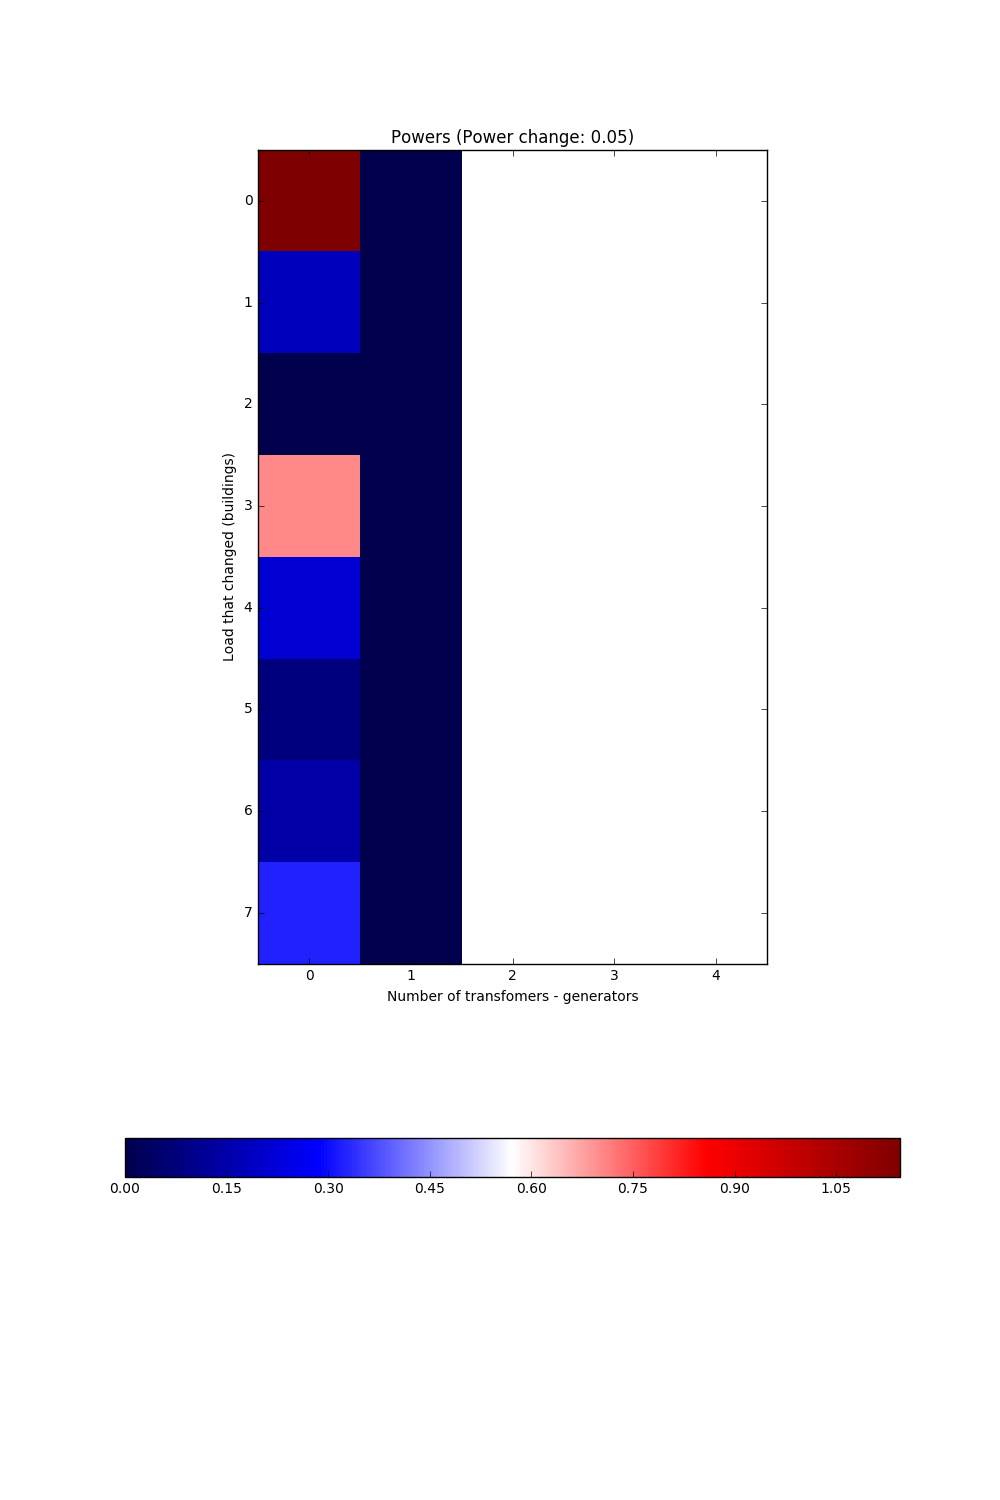 Powers (Power change: 0.05)
0
1
2
3
4
5
6
7
Load that changed (buildings)
0 1 2 3 4
Number of transfomers - generators
0.00 0.15 0.30 0.45 0.60 0.75 0.90 1.05